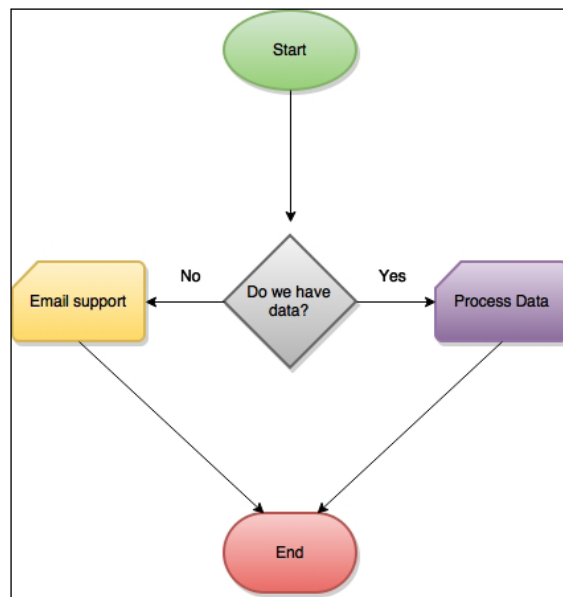 Start
No
Yes
Email support
Do we have
data?
Process Data
End